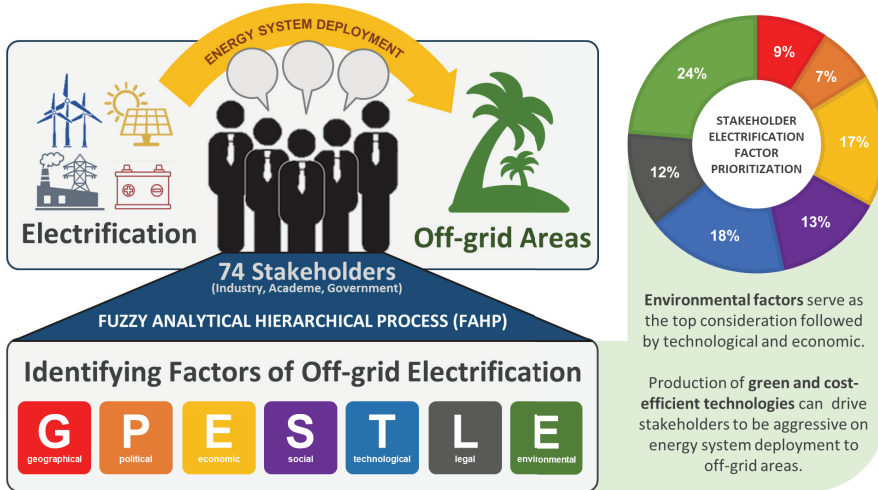 ENERGY SYSTEM DEPLOYMENT
Electrification
Off-grid Areas
74 Stakeholders
(Industry, Academe, Government)
FUZZY ANALYTICAL HIERARCHICAL PROCESS (FAHP)
Identifying Factors of Off-grid Electrification
G
geographical
P
political
E
economic
S
social
T
technological
L
legal
E
environmental
9%
7%
17%
13%
18%
12%
24%
STAKEHOLDER
ELECTRIFICATION
FACTOR
PRIORITIZATION
Environmental factors serve as
the top consideration followed
by technological and economic.
Production of green and cost-
efficient technologies can drive
stakeholders to be aggressive on
energy system deployment to
off-grid areas.